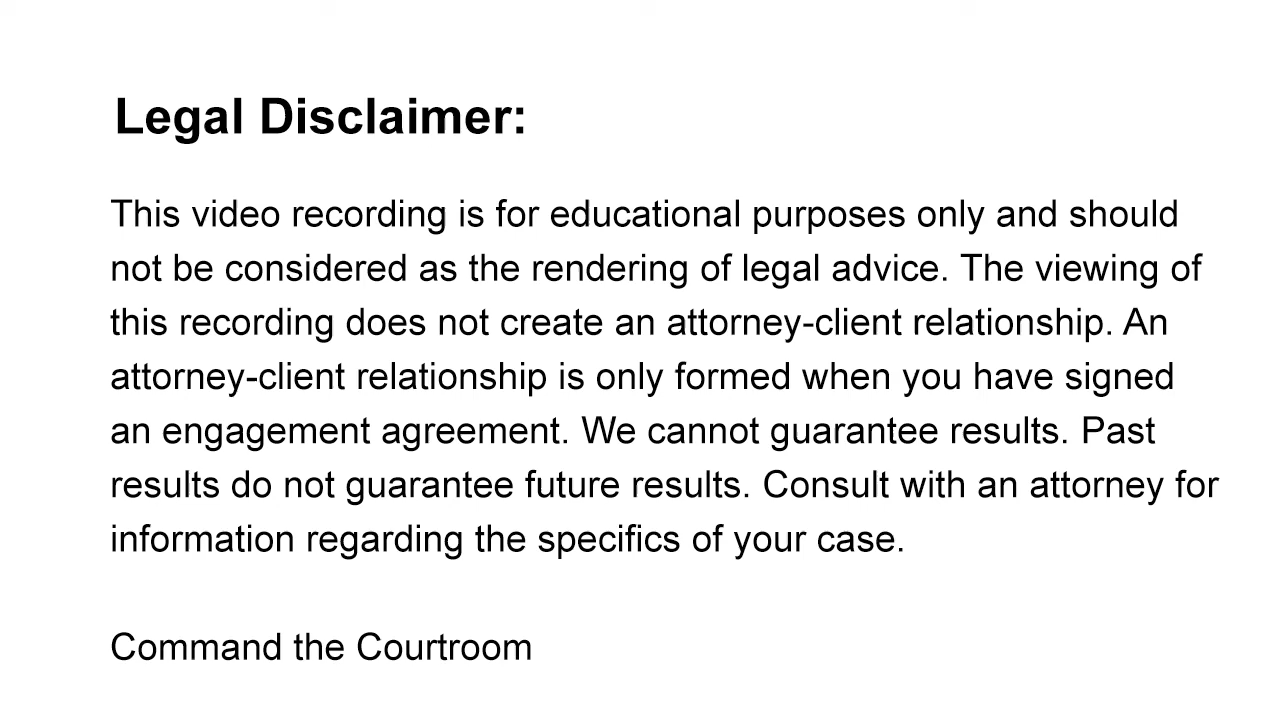 Legal Disclaimer:
This video recording is for educational purposes only and should
not be considered as the rendering of legal advice. The viewing of
this recording does not create an attorney-client relationship. An
attorney-client relationship is only formed when you have signed
an engagement agreement. We cannot guarantee results. Past
results do not guarantee future results. Consult with an attorney for
information regarding the specifics of your case.
Command the Courtroom